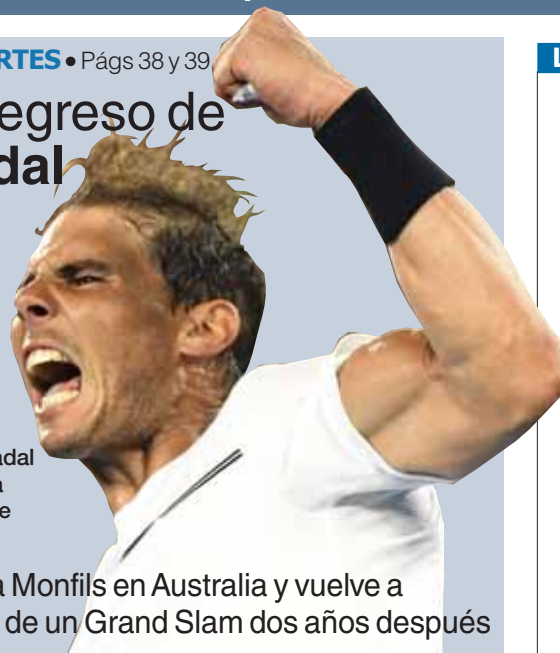 RTES • Págs 38 y 39
egreso de
dal
adal
a
e
a Monfils en Australia y vuelve a
de un Grand Slam dos años después
L